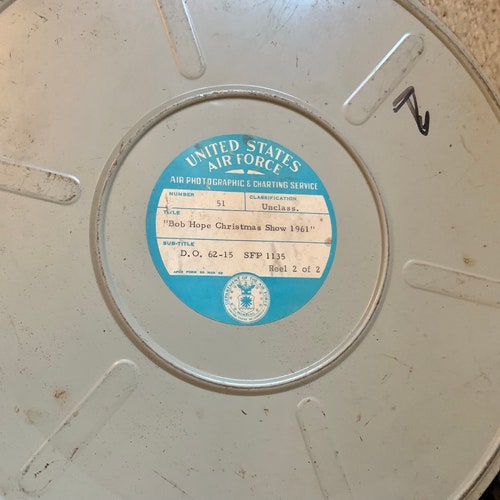 UNITED STATES
AIR FORCE
AIR PHOTOGRAPHIC & CHARTING SERVICE
NUMBER 51 CLASSIFICATION Unclass.
TITLE
"Bob Hope Christmas Show 1961"
SUB-TITLE
D.O. 62-15 SFP 1135
Reel 2 of 2